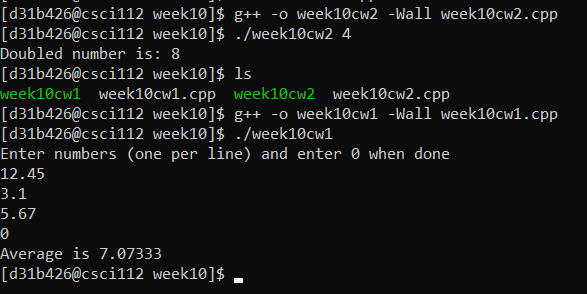 [d31b426@csci112 week10]$ g++ -o week10cw2 -Wall week10cw2.cpp
[d31b426@csci112 week10]$ ./week10cw2 4
Doubled number is: 8
[d31b426@csci112 week10]$ ls
week10cw1  week10cw1.cpp  week10cw2  week10cw2.cpp
[d31b426@csci112 week10]$ g++ -o week10cw1 -Wall week10cw1.cpp
[d31b426@csci112 week10]$ ./week10cw1
Enter numbers (one per line) and enter 0 when done
12.45
3.1
5.67
0
Average is 7.07333
[d31b426@csci112 week10]$